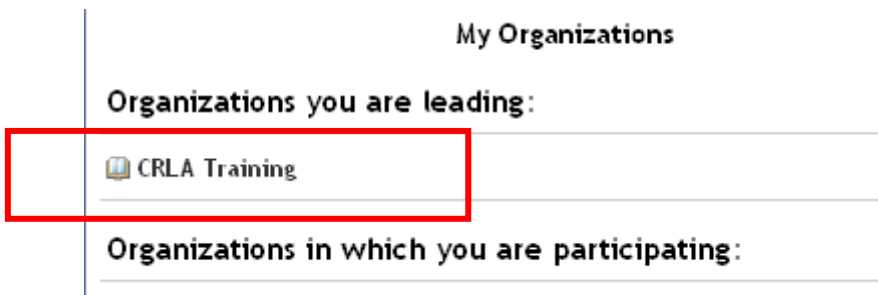 My Organizations
Organizations you are leading:
CRLA Training
Organizations in which you are participating: